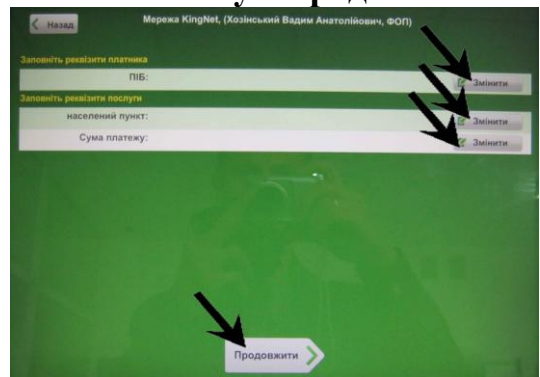 Назад
Мережа KingNet, (Хозінський Вадим Анатолійович, ФОП)
Заповніть реквізити платника
ПІБ:
Змінити
Заповніть реквізити послуги
населений пункт:
Змінити
Сума платежу:
Змінити
Продовжити